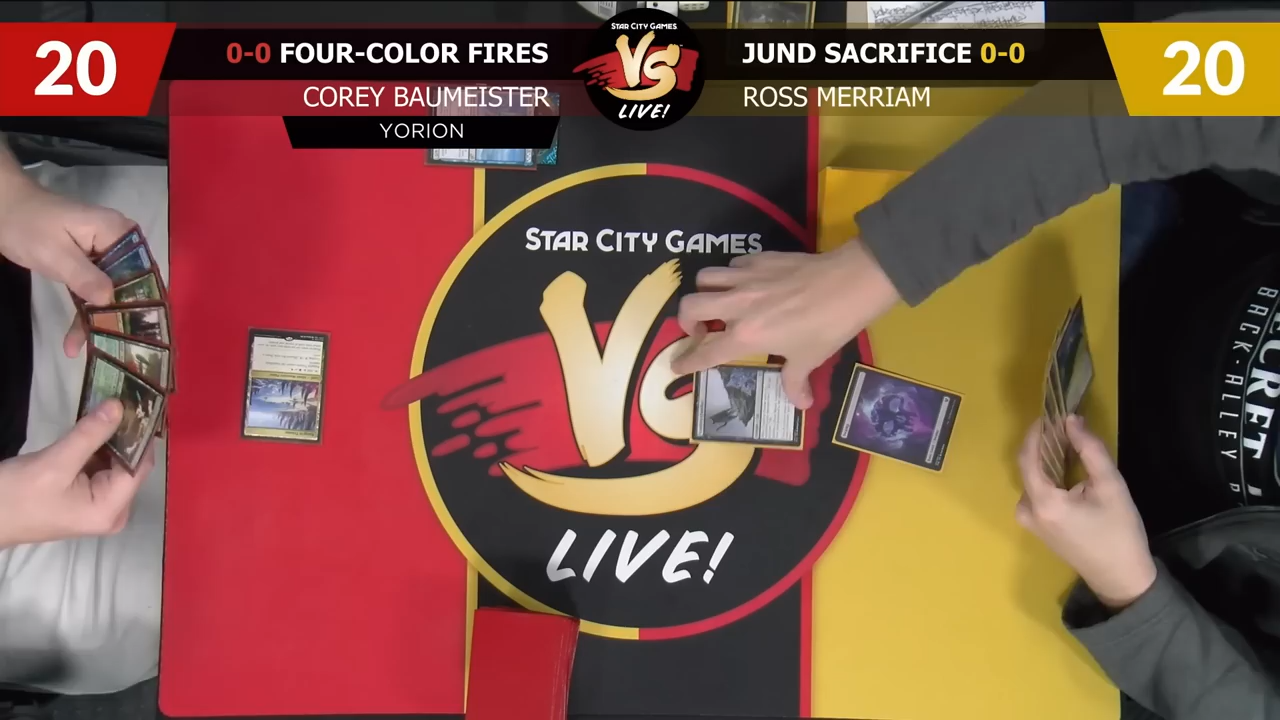 20
0-0 FOUR-COLOR FIRES
COREY BAUMEISTER
YORION
STAR CITY GAMES
VS
LIVE!
JUND SACRIFICE 0-0
ROSS MERRIAM
20
STAR CITY GAMES
VS
LIVE!
BACK-ALLEY